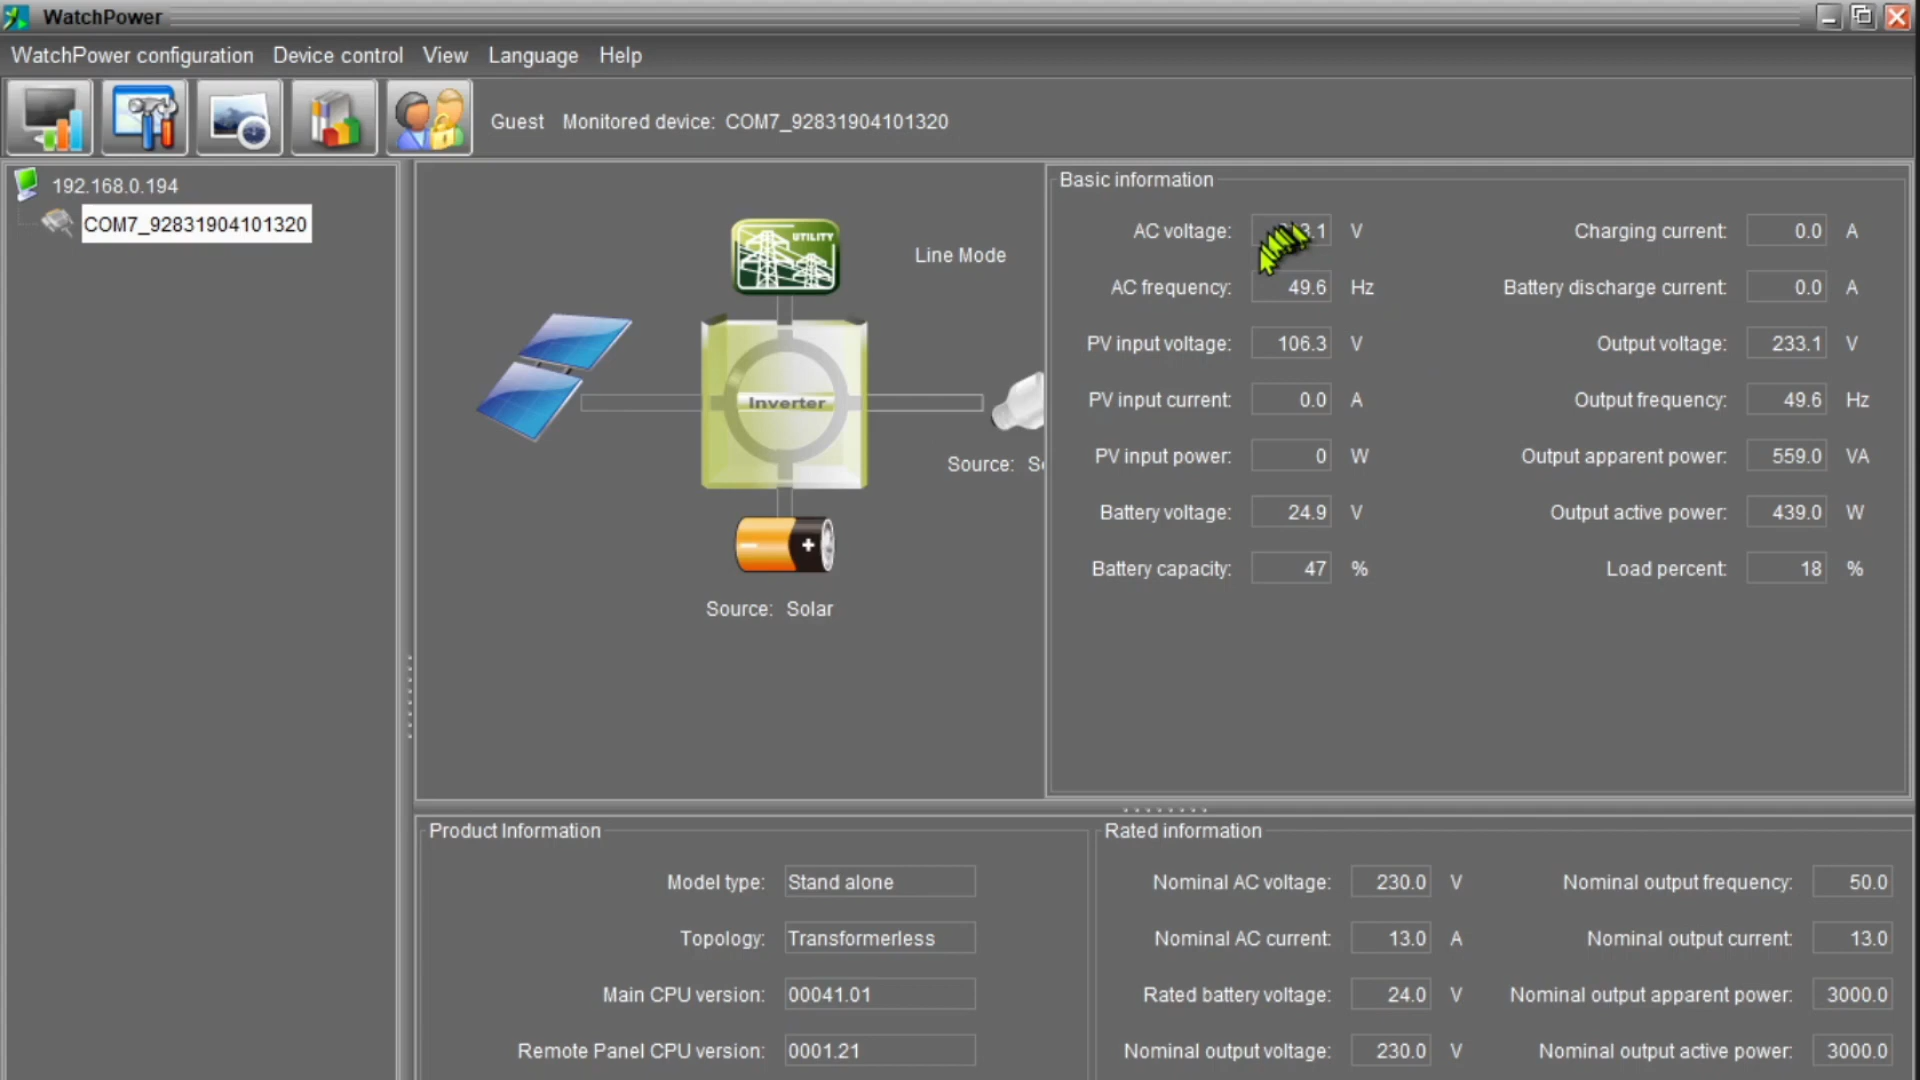 WatchPower
WatchPower configuration Device control View Language Help
Guest Monitored device: COM7_92831904101320
192.168.0.194
COM7_92831904101320
UTILITY
Line Mode
Inverter
Source:
Source: Solar
Basic information
AC voltage: V Charging current: 0.0 A
AC frequency: 49.6 Hz Battery discharge current: 0.0 A
PV input voltage: 106.3 V Output voltage: 233.1 V
PV input current: 0.0 A Output frequency: 49.6 Hz
PV input power: 0 W Output apparent power: 559.0 VA
Battery voltage: 24.9 V Output active power: 439.0 W
Battery capacity: 47 % Load percent: 18 %
Product Information
Model type: Stand alone
Topology: Transformerless
Main CPU version: 00041.01
Remote Panel CPU version: 0001.21
Rated information
Nominal AC voltage: 230.0 V Nominal output frequency: 50.0
Nominal AC current: 13.0 A Nominal output current: 13.0
Rated battery voltage: 24.0 V Nominal output apparent power: 3000.0
Nominal output voltage: 230.0 V Nominal output active power: 3000.0